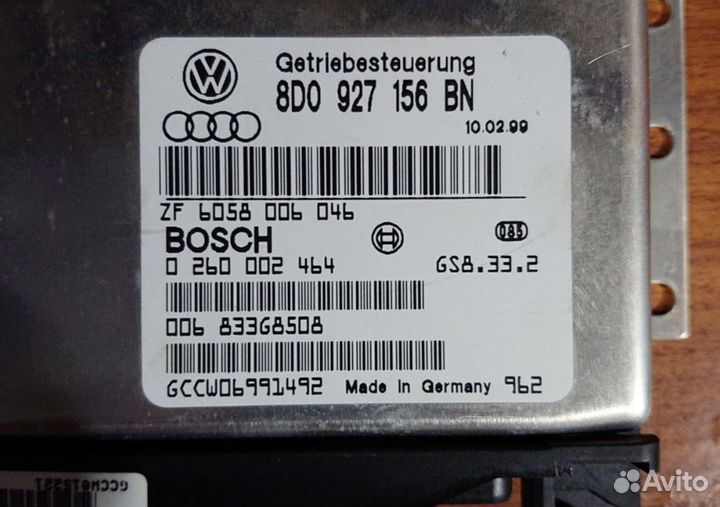 Getriebesteuerung
8D0 927 156 BN
10.02.99
ZF 6058 006 046
BOSCH
085
0 260 002 464 GS8.33.2
006 83368508
GCCW06991492 Made in Germany 962
GCCW015221
Avito